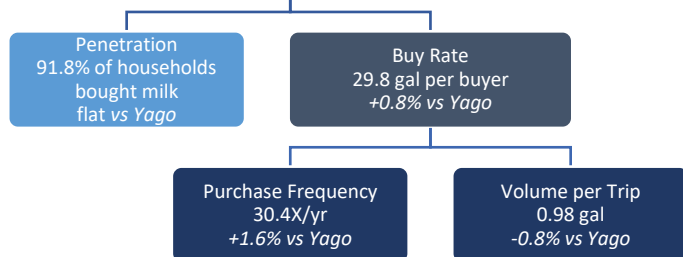 Penetration
91.8% of households
bought milk
flat vs Yago
Buy Rate
29.8 gal per buyer
+0.8% vs Yago
Purchase Frequency
30.4X/yr
+1.6% vs Yago
Volume per Trip
0.98 gal
-0.8% vs Yago